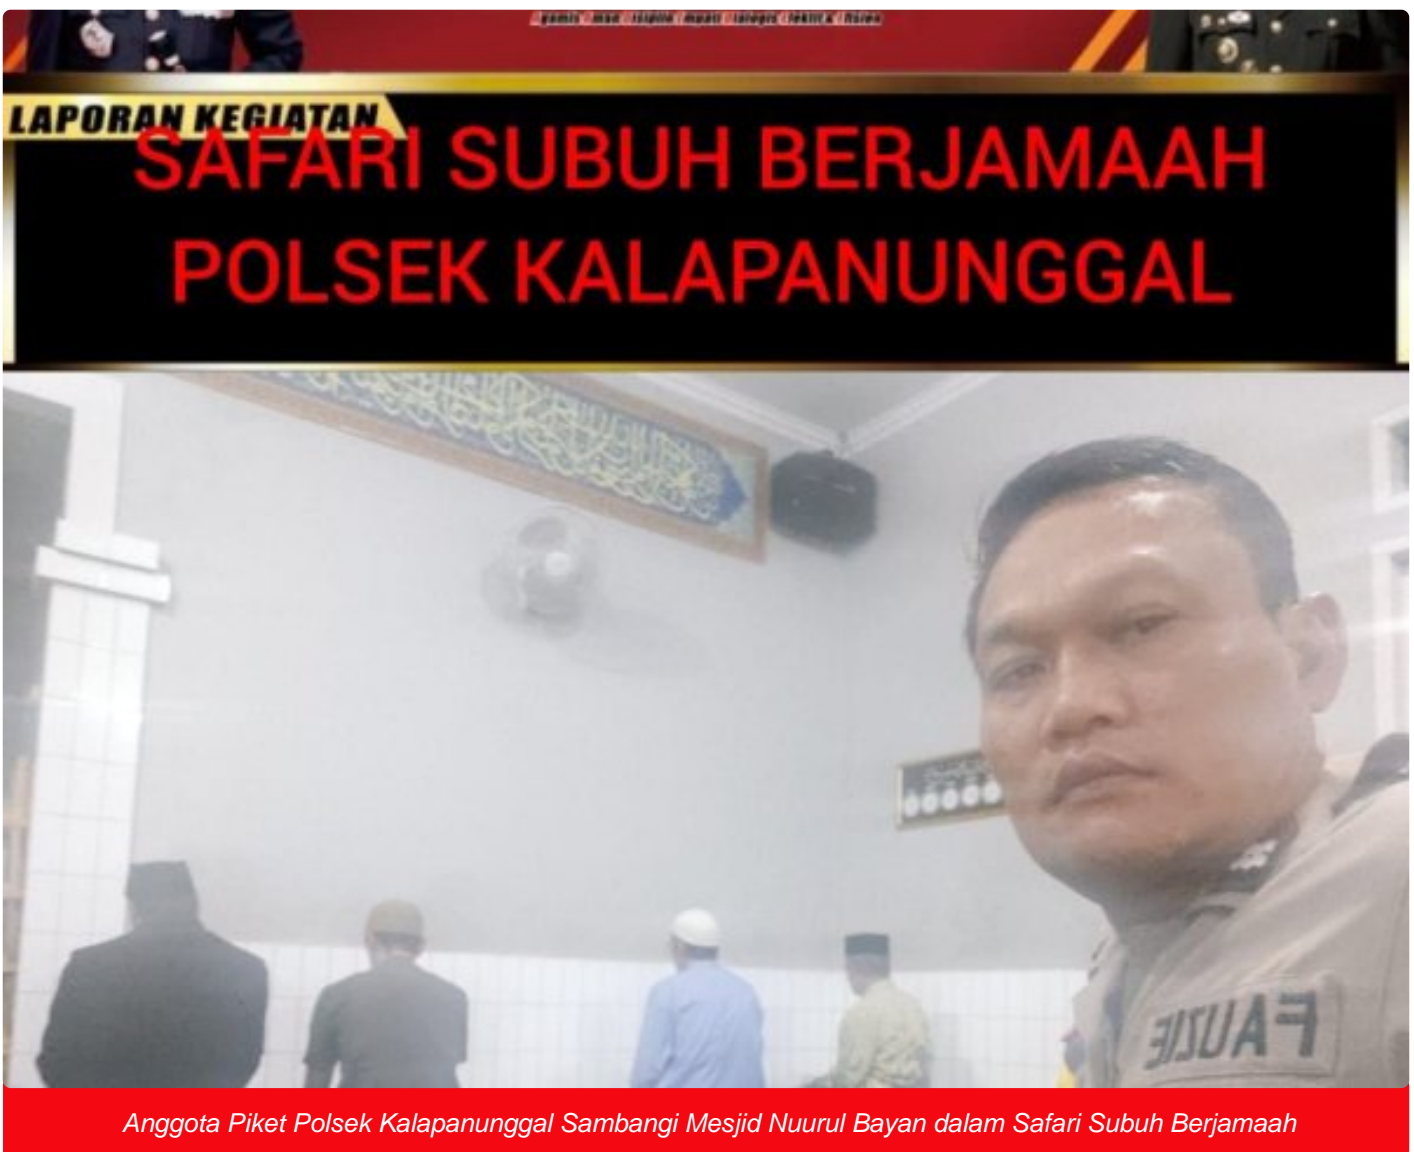 LAPORAN KEGIATAN
SAFARI SUBUH BERJAMAAH
POLSEK KALAPANUNGGAL
FAUZIE
Anggota Piket Polsek Kalapanunggal Sambangi Mesjid Nuurul Bayan dalam Safari Subuh Berjamaah